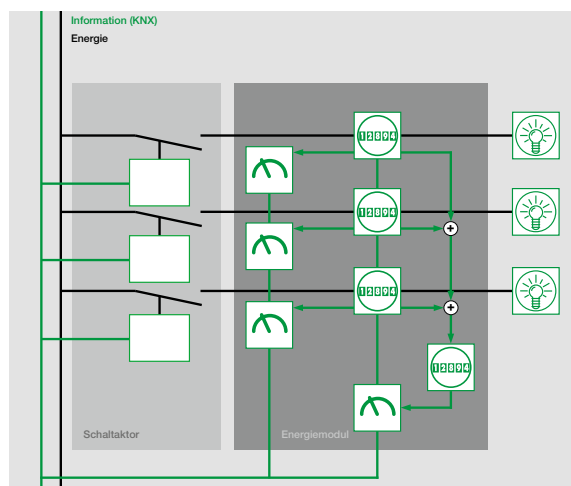 Information (KNX)
Energie
12894
12894
12894
12894
Schaltaktor
Energiemodul